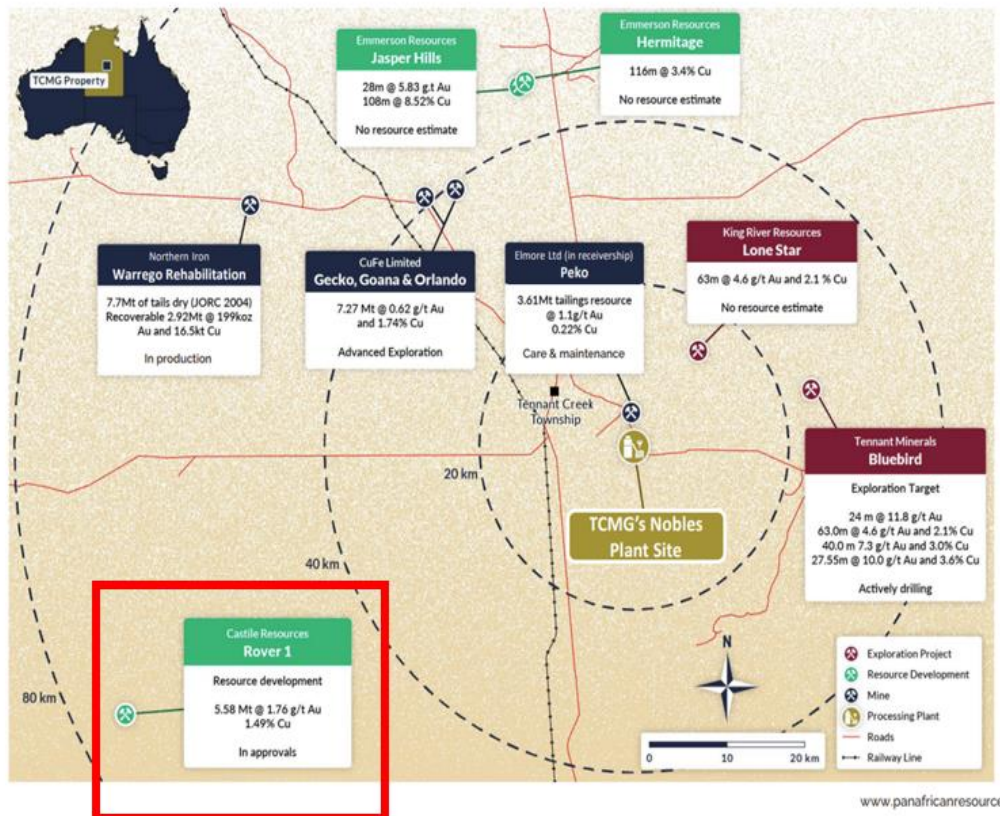 TCMG Property
Emmerson Resources
Jasper Hills
28m @ 5.83 g.t Au
108m @ 8.52% Cu
No resource estimate
Emmerson Resources
Hermitage
116m @ 3.4% Cu
No resource estimate
Northern Iron
Warrego Rehabilitation
7.7Mt of tails dry (JORC 2004)
Recoverable 2.92Mt @ 199koz
Au and 16.5kt Cu
In production
CuFe Limited
Gecko, Goana & Orlando
7.27 Mt @ 0.62 g/t Au
and 1.74% Cu
Advanced Exploration
Elmore Ltd (in receivership)
Peko
3.61Mt tailings resource
@ 1.1g/t Au
0.22% Cu
Care & maintenance
King River Resources
Lone Star
63m @ 4.6 g/t Au and 2.1 % Cu
No resource estimate
Tennant Creek
Township
20 km
TCMG's Nobles
Plant Site
Tennant Minerals
Bluebird
Exploration Target
24 m @ 11.8 g/t Au
63.0m @ 4.6 g/t Au and 2.1% Cu
40.0 m 7.3 g/t Au and 3.0% Cu
27.55m @ 10.0 g/t Au and 3.6% Cu
Actively drilling
40 km
80 km
Castile Resources
Rover 1
Resource development
5.58 Mt @ 1.76 g/t Au
1.49% Cu
In approvals
N
Exploration Project
Resource Development
Mine
Processing Plant
Roads
Railway Line
0 10 20 km
www.panafricanresource